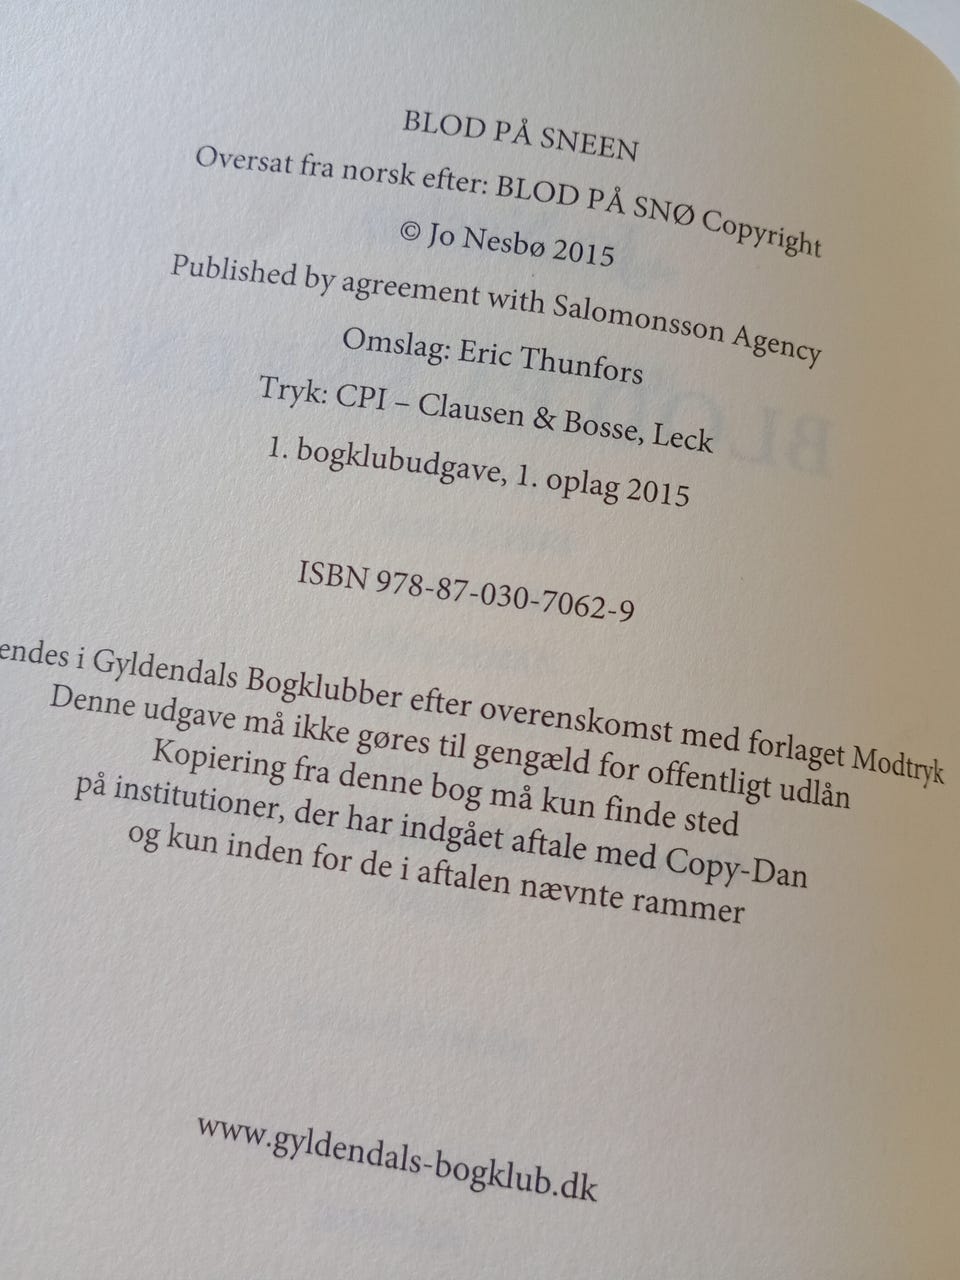 BLOD PÅ SNEEN
Oversat fra norsk efter: BLOD PÅ SNØ Copyright
© Jo Nesbø 2015
Published by agreement with Salomonsson Agency
Omslag: Eric Thunfors
Tryk: CPI – Clausen & Bosse, Leck
1. bogklubudgave, 1. oplag 2015
ISBN 978-87-030-7062-9
endes i Gyldendals Bogklubber efter overenskomst med forlaget Modtryk
Denne udgave må ikke gøres til gengæld for offentligt udlån
Kopiering fra denne bog må kun finde sted
på institutioner, der har indgået aftale med Copy-Dan
og kun inden for de i aftalen nævnte rammer
www.gyldendals-bogklub.dk